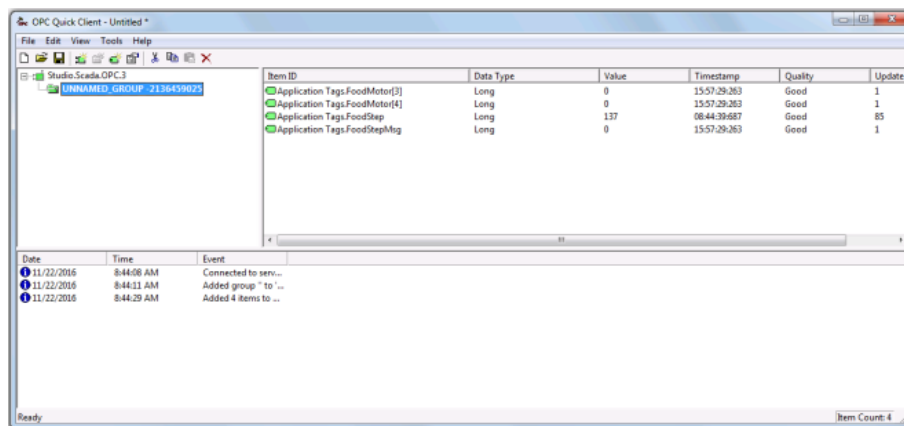 OPC Quick Client - Untitled *
File Edit View Tools Help
Studio.Scada.OPC.3
UNNAMED_GROUP -2136459025
Item ID Data Type Value Timestamp Quality Update
Application Tags.FoodMotor[3] Long 0 15:57:29:263 Good 1
Application Tags.FoodMotor[4] Long 0 15:57:29:263 Good 1
Application Tags.FoodStep Long 137 08:44:39:687 Good 85
Application Tags.FoodStepMsg Long 0 15:57:29:263 Good 1
Date Time Event
11/22/2016 8:44:08 AM Connected to serv...
11/22/2016 8:44:11 AM Added group '' to '...
11/22/2016 8:44:29 AM Added 4 items to ...
Ready Item Count: 4